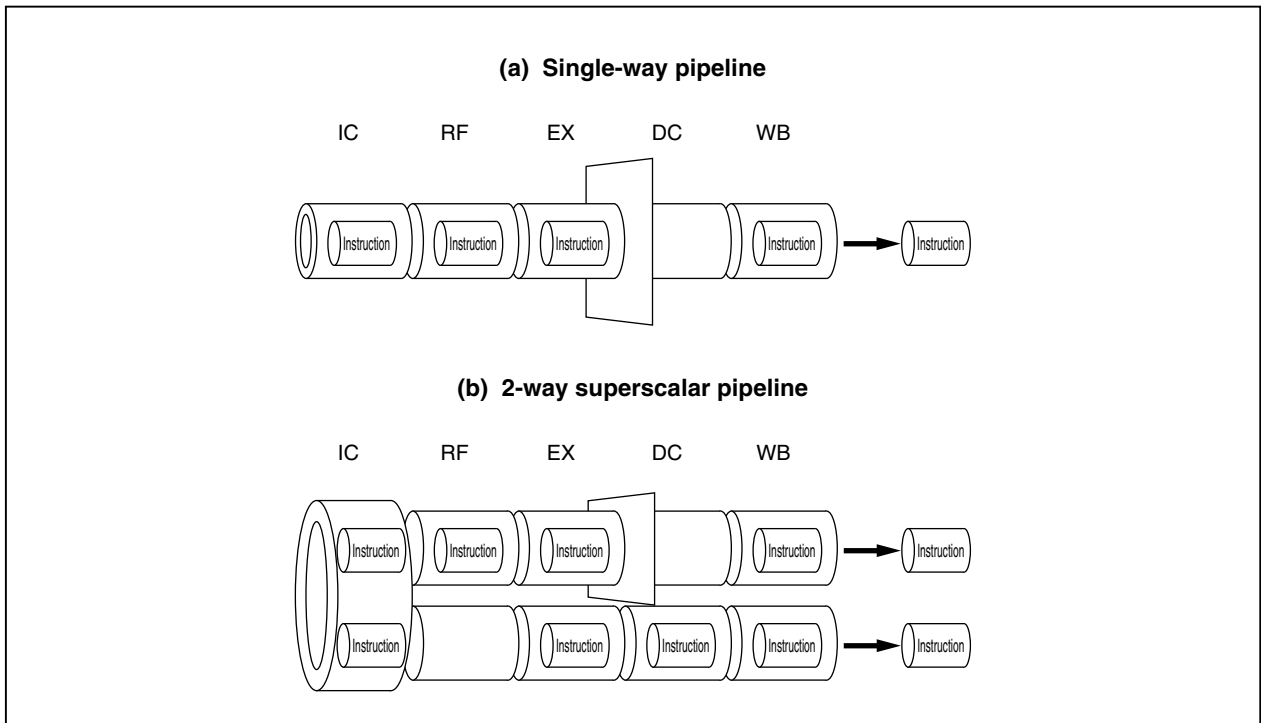 (a) Single-way pipeline
IC RF EX DC WB
Instruction Instruction Instruction Instruction Instruction
(b) 2-way superscalar pipeline
IC RF EX DC WB
Instruction Instruction Instruction Instruction Instruction
Instruction Instruction Instruction Instruction Instruction